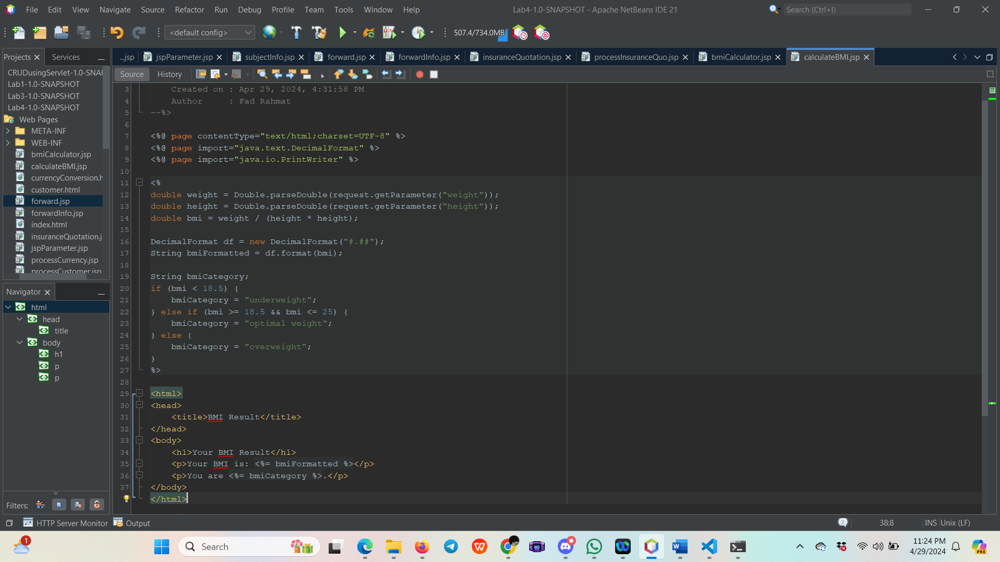 File Edit View Navigate Source Refactor Run Debug Profile Team Tools Window Help
Lab4-1.0-SNAPSHOT - Apache NetBeans IDE 21
Search (Ctrl+I)
<default config>
507.4/734.0MB
Projects
Services
...jsp
jspParameter.jsp
subjectInfo.jsp
forward.jsp
forwardInfo.jsp
insuranceQuotation.jsp
processInsuranceQuo.jsp
bmiCalculator.jsp
calculateBMI.jsp
Source
History
CRUDusingServlet-1.0-SNA
Lab1-1.0-SNAPSHOT
Lab3-1.0-SNAPSHOT
Lab4-1.0-SNAPSHOT
Web Pages
META-INF
WEB-INF
bmiCalculator.jsp
calculateBMI.jsp
currencyConversion.h
customer.html
forward.jsp
forwardInfo.jsp
index.html
insuranceQuotation.j
jspParameter.jsp
processCurrency.jsp
processCustomer.jsp
Navigator
html
head
title
body
h1
p
p
Filters:
3 Created on : Apr 29, 2024, 4:31:58 PM
4 Author     : Fad Rahmat
5 --%>
6
7 <%@ page contentType="text/html;charset=UTF-8" %>
8 <%@ page import="java.text.DecimalFormat" %>
9 <%@ page import="java.io.PrintWriter" %>
10
11 <%
12 double weight = Double.parseDouble(request.getParameter("weight"));
13 double height = Double.parseDouble(request.getParameter("height"));
14 double bmi = weight / (height * height);
15
16 DecimalFormat df = new DecimalFormat("#.##");
17 String bmiFormatted = df.format(bmi);
18
19 String bmiCategory;
20 if (bmi < 18.5) {
21     bmiCategory = "underweight";
22 } else if (bmi >= 18.5 && bmi <= 25) {
23     bmiCategory = "optimal weight";
24 } else {
25     bmiCategory = "overweight";
26 }
27 %>
28
29 <html>
30 <head>
31     <title>BMI Result</title>
32 </head>
33 <body>
34     <h1>Your BMI Result</h1>
35     <p>Your BMI is: <%= bmiFormatted %></p>
36     <p>You are <%= bmiCategory %>.</p>
37 </body>
</html>
HTTP Server Monitor
Output
2
38:8
INS
Unix (LF)
1
Search
11:24 PM
4/29/2024
PRE